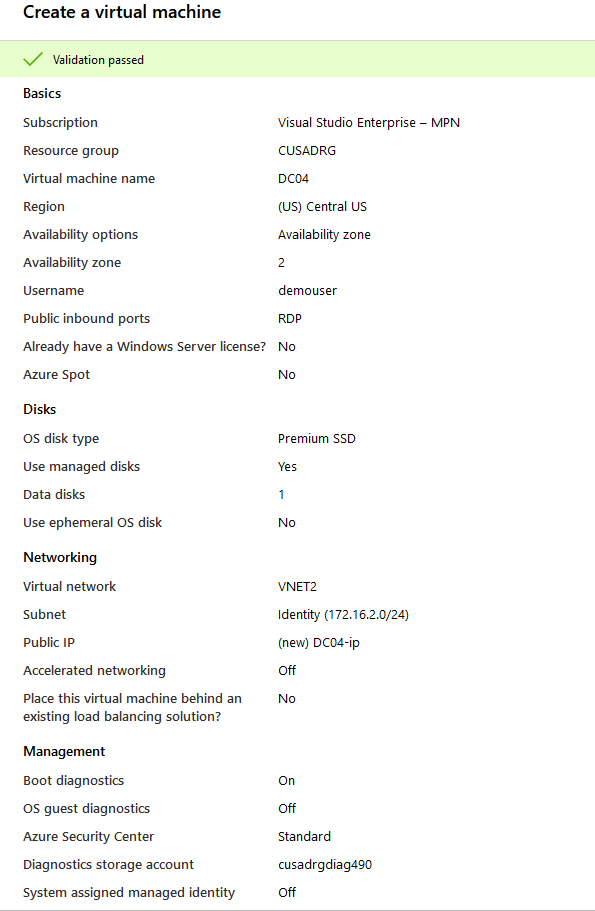 Create a virtual machine
Validation passed
Basics
Subscription Visual Studio Enterprise – MPN
Resource group CUSADRG
Virtual machine name DC04
Region (US) Central US
Availability options Availability zone
Availability zone 2
Username demouser
Public inbound ports RDP
Already have a Windows Server license? No
Azure Spot No
Disks
OS disk type Premium SSD
Use managed disks Yes
Data disks 1
Use ephemeral OS disk No
Networking
Virtual network VNET2
Subnet Identity (172.16.2.0/24)
Public IP (new) DC04-ip
Accelerated networking Off
Place this virtual machine behind an No
existing load balancing solution?
Management
Boot diagnostics On
OS guest diagnostics Off
Azure Security Center Standard
Diagnostics storage account cusadrgdiag490
System assigned managed identity Off